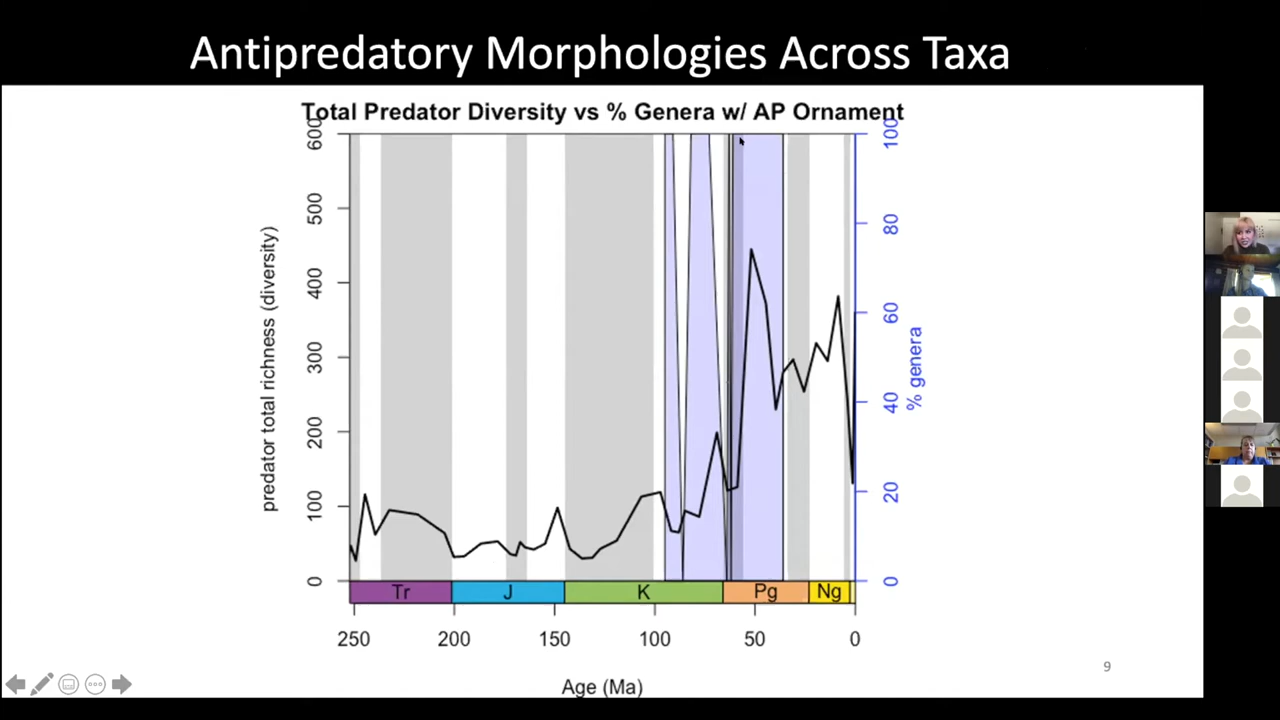 Antipredatory Morphologies Across Taxa
Total Predator Diversity vs % Genera w/ AP Ornament
predator total richness (diversity)
600
500
400
300
200
100
0
100
80
60
40
20
0
% genera
Tr J K Pg Ng
250 200 150 100 50 0
Age (Ma)
9